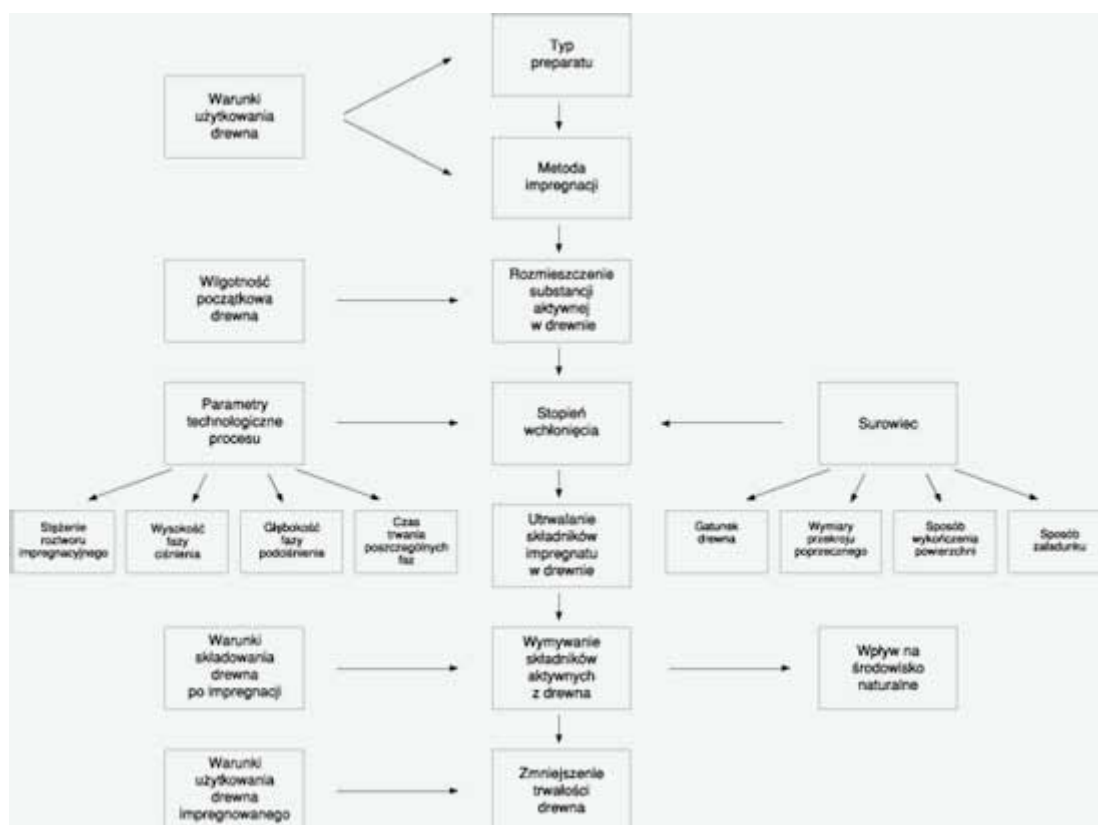 Typ
preparatu
Warunki
użytkowania
drewna
Metoda
impregnacji
Wilgotność
początkowa
drewna
Rozmieszczenie
substancji
aktywnej
w drewnie
Parametry
technologiczne
procesu
Stopień
wchłonięcia
Surowiec
Stężenie
roztworu
impregnacyjnego
Wysokość
fazy
ciśnienia
Głębokość
fazy
podciśnienia
Czas
trwania
poszczególnych
faz
Utrwalanie
składników
impregnatu
w drewnie
Gatunek
drewna
Wymiary
przekroju
poprzecznego
Sposób
wykończenia
powierzchni
Sposób
załadunku
Warunki
składowania
drewna
po impregnacji
Wymywanie
składników
aktywnych
z drewna
Wpływ na
środowisko
naturalne
Warunki
użytkowania
drewna
impregnowanego
Zmniejszenie
trwałości
drewna